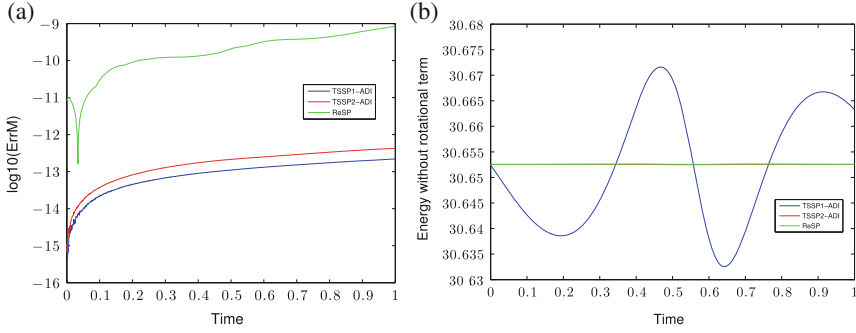 (a)
−9
−10
−11
−12
−13
−14
−15
−16
log10(ErrM)
TSSP1−ADI
TSSP2−ADI
ReSP
0 0.1 0.2 0.3 0.4 0.5 0.6 0.7 0.8 0.9 1
Time
(b)
30.68
30.675
30.67
30.665
30.66
30.655
30.65
30.645
30.64
30 635
30 63
Energy without rotational term
TSSP1−ADI
TSSP2−ADI
ReSP
0 0.1 0.2 0.3 0.4 0.5 0.6 0.7 0.8 0.9 1
Time